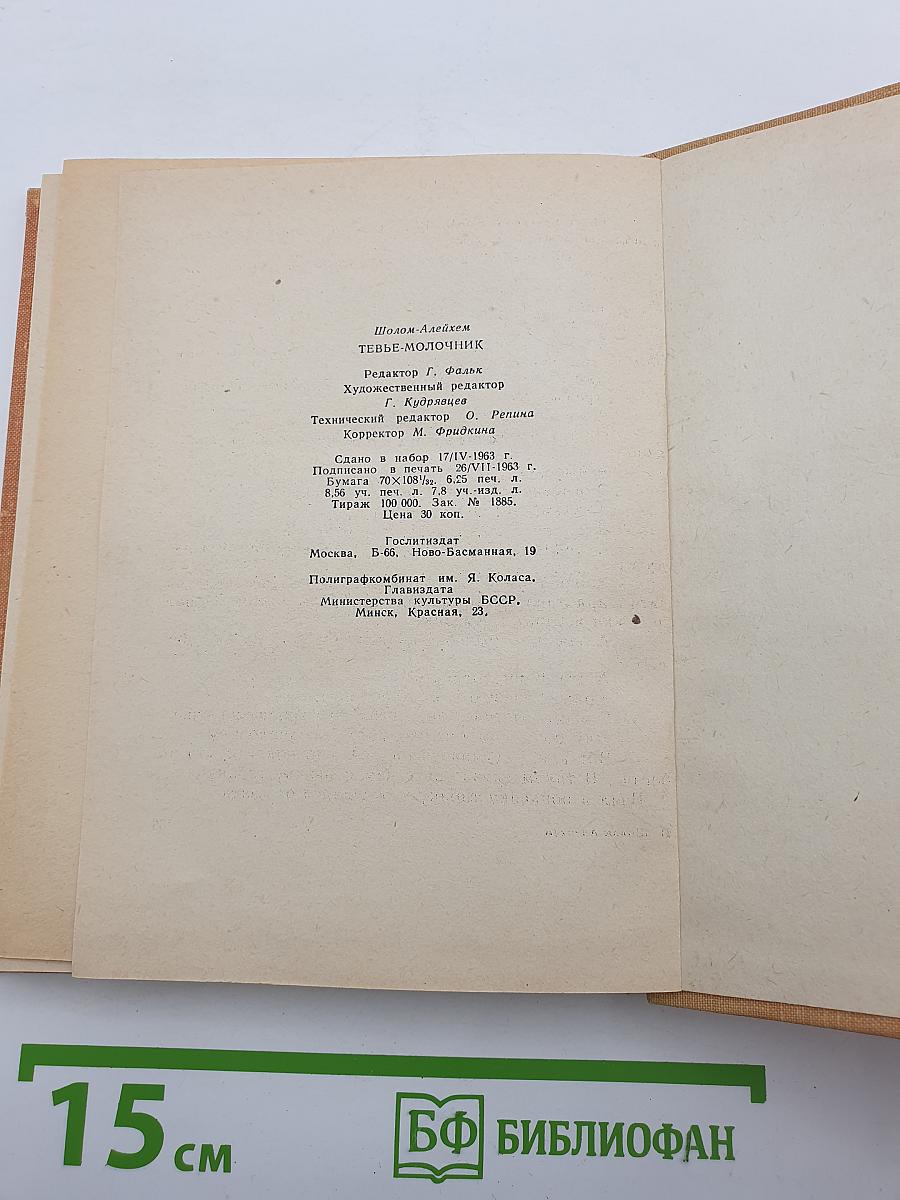 Шолом-Алейхем
ТЕВЬЕ-МОЛОЧНИК
Редактор Г. Фальк
Художественный редактор
Г. Кудрявцев
Технический редактор О. Репина
Корректор М. Фридкина
Сдано в набор 17/IV-1963 г.
Подписано в печать 26/VII-1963 г.
Бумага 70×108¹/₃₂. 6,25 печ. л.
8,56 уч. печ. л. 7,8 уч.-изд. л.
Тираж 100 000. Зак. № 1885.
Цена 30 коп.
Гослитиздат
Москва, Б-66, Ново-Басманная, 19
Полиграфкомбинат им. Я. Коласа.
Главиздата
Министерства культуры БССР.
Минск, Красная, 23.
15 см
БФ БИБЛИОФАН